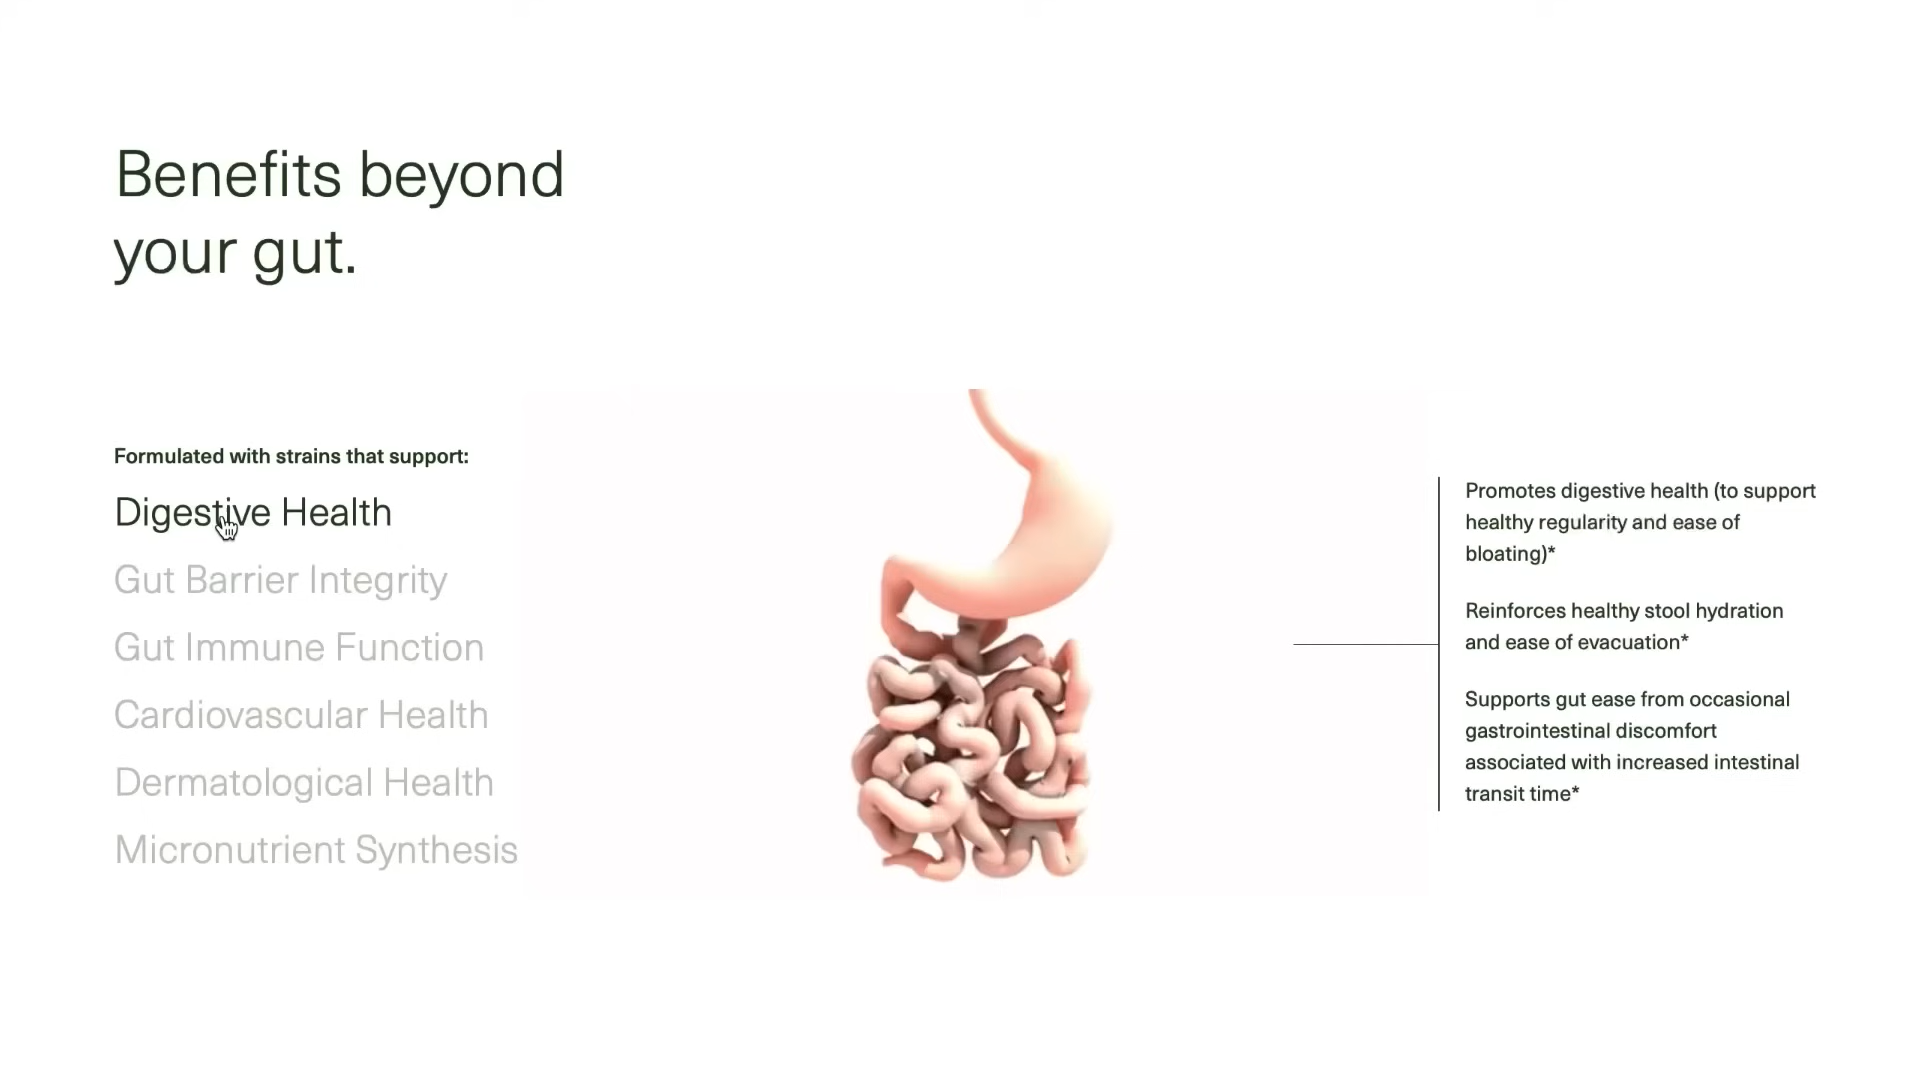 Benefits beyond
your gut.
Formulated with strains that support:
Digestive Health
Gut Barrier Integrity
Gut Immune Function
Cardiovascular Health
Dermatological Health
Micronutrient Synthesis
Promotes digestive health (to support
healthy regularity and ease of
bloating)*
Reinforces healthy stool hydration
and ease of evacuation*
Supports gut ease from occasional
gastrointestinal discomfort
associated with increased intestinal
transit time*